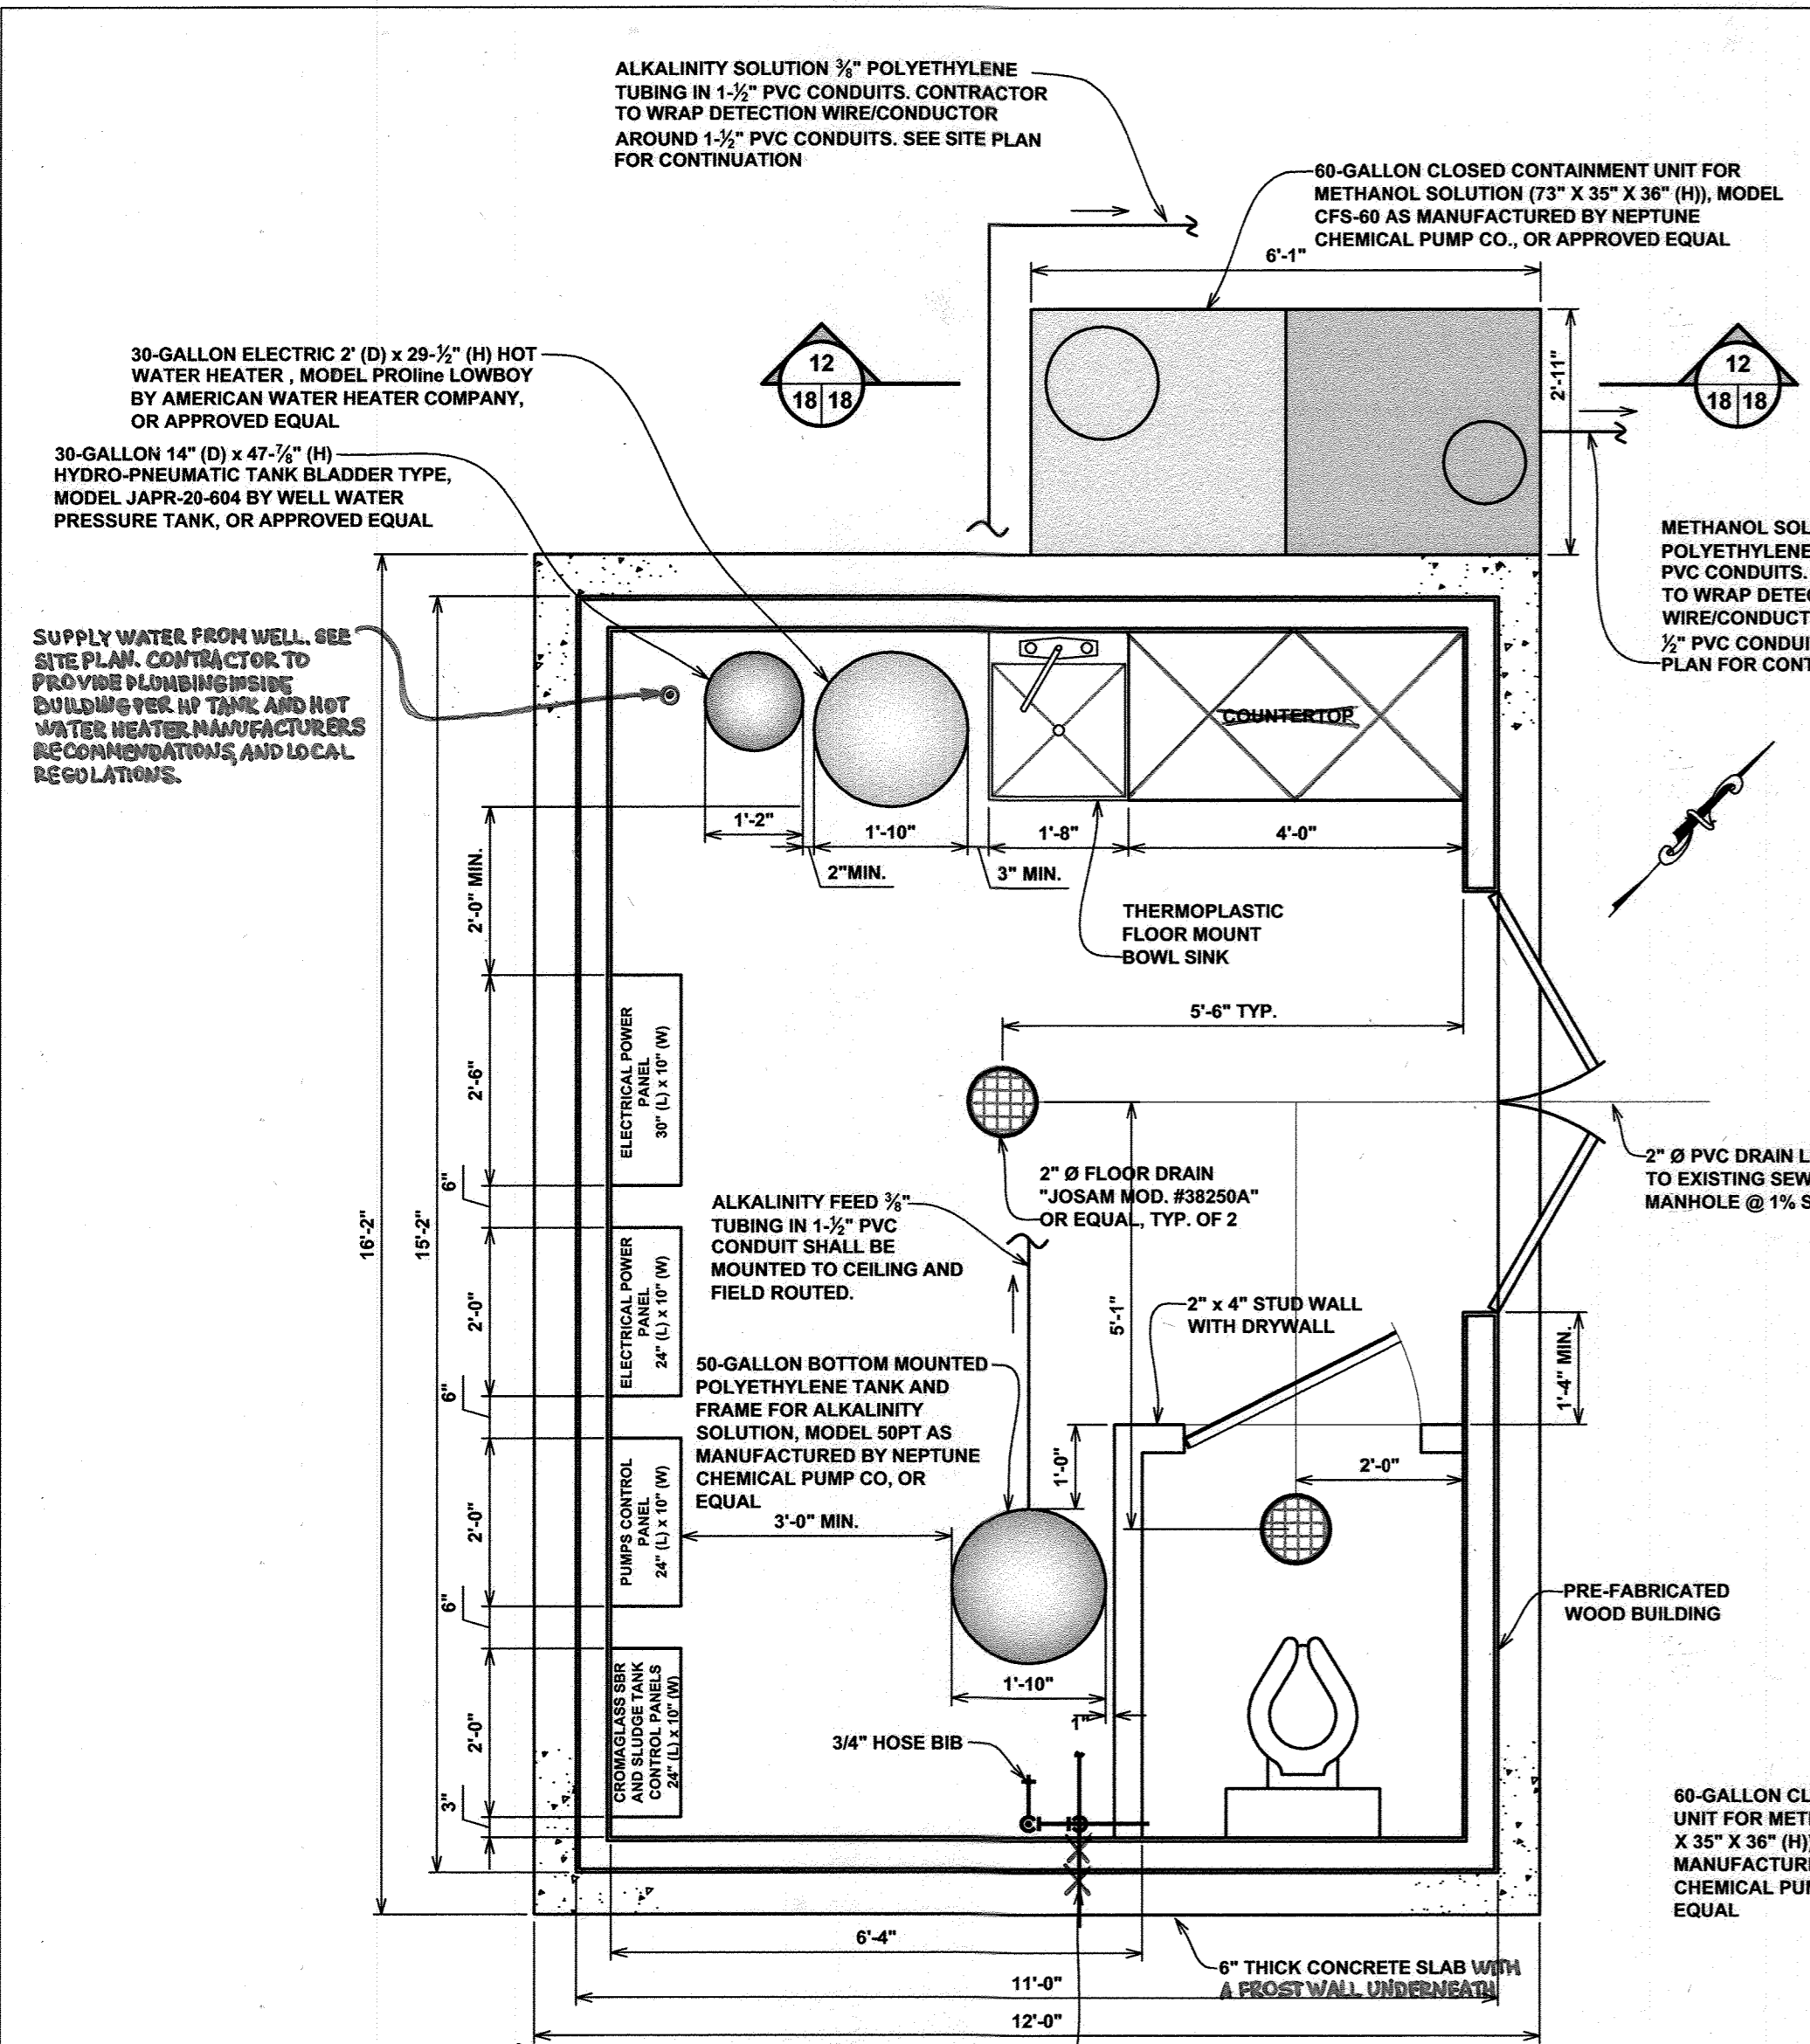 ALKALINITY SOLUTION ⅜" POLYETHYLENE
TUBING IN 1-½" PVC CONDUITS. CONTRACTOR
TO WRAP DETECTION WIRE/CONDUCTOR
AROUND 1-½" PVC CONDUITS. SEE SITE PLAN
FOR CONTINUATION
60-GALLON CLOSED CONTAINMENT UNIT FOR
METHANOL SOLUTION (73" X 35" X 36" (H)), MODEL
CFS-60 AS MANUFACTURED BY NEPTUNE
CHEMICAL PUMP CO., OR APPROVED EQUAL
6'-1"
2'-11"
12
18 18
12
18 18
30-GALLON ELECTRIC 2' (D) x 29-½" (H) HOT
WATER HEATER , MODEL PROline LOWBOY
BY AMERICAN WATER HEATER COMPANY,
OR APPROVED EQUAL
30-GALLON 14" (D) x 47-⅞" (H)
HYDRO-PNEUMATIC TANK BLADDER TYPE,
MODEL JAPR-20-604 BY WELL WATER
PRESSURE TANK, OR APPROVED EQUAL
METHANOL SOL
POLYETHYLENE
PVC CONDUITS.
TO WRAP DETEC
WIRE/CONDUCT
½" PVC CONDUI
PLAN FOR CONT
SUPPLY WATER FROM WELL. SEE
SITE PLAN. CONTRACTOR TO
PROVIDE PLUMBING INSIDE
BUILDING PER HP TANK AND HOT
WATER HEATER MANUFACTURERS
RECOMMENDATIONS, AND LOCAL
REGULATIONS.
COUNTERTOP
1'-2"
1'-10"
1'-8"
4'-0"
2"MIN.
3" MIN.
THERMOPLASTIC
FLOOR MOUNT
BOWL SINK
2'-0" MIN.
5'-6" TYP.
ELECTRICAL POWER
PANEL
30" (L) x 10" (W)
2'-6"
2" Ø FLOOR DRAIN
"JOSAM MOD. #38250A"
OR EQUAL, TYP. OF 2
2" Ø PVC DRAIN L
TO EXISTING SEW
MANHOLE @ 1% S
6"
16'-2"
15'-2"
ALKALINITY FEED ⅜"
TUBING IN 1-½" PVC
CONDUIT SHALL BE
MOUNTED TO CEILING AND
FIELD ROUTED.
ELECTRICAL POWER
PANEL
24" (L) x 10" (W)
2'-0"
5'-1"
2" x 4" STUD WALL
WITH DRYWALL
1'-4" MIN.
6"
50-GALLON BOTTOM MOUNTED
POLYETHYLENE TANK AND
FRAME FOR ALKALINITY
SOLUTION, MODEL 50PT AS
MANUFACTURED BY NEPTUNE
CHEMICAL PUMP CO, OR
EQUAL
1'-0"
2'-0"
PUMPS CONTROL
PANEL
24" (L) x 10" (W)
2'-0"
3'-0" MIN.
6"
PRE-FABRICATED
WOOD BUILDING
CROMAGLASS SBR
AND SLUDGE TANK
CONTROL PANELS
24" (L) x 10" (W)
2'-0"
1'-10"
1"
3/4" HOSE BIB
3"
60-GALLON CL
UNIT FOR METH
X 35" X 36" (H)
MANUFACTURE
CHEMICAL PUM
EQUAL
6'-4"
6" THICK CONCRETE SLAB WITH
A FROST WALL UNDERNEATH
11'-0"
12'-0"